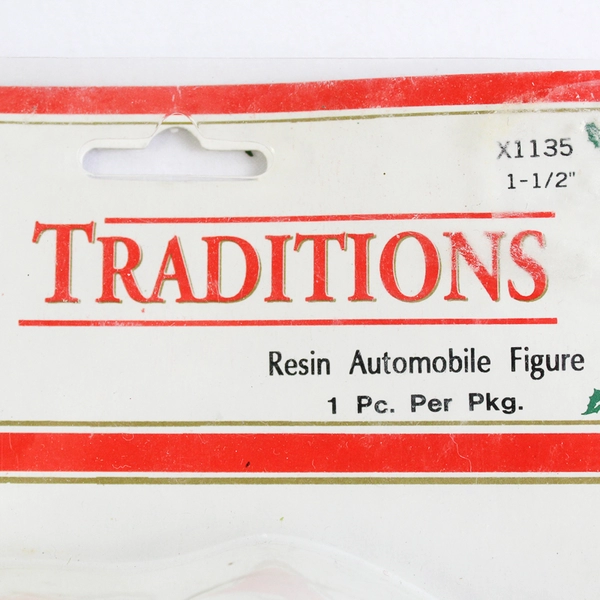 X1135
1-1/2"
TRADITIONS
Resin Automobile Figure
1 Pc. Per Pkg.